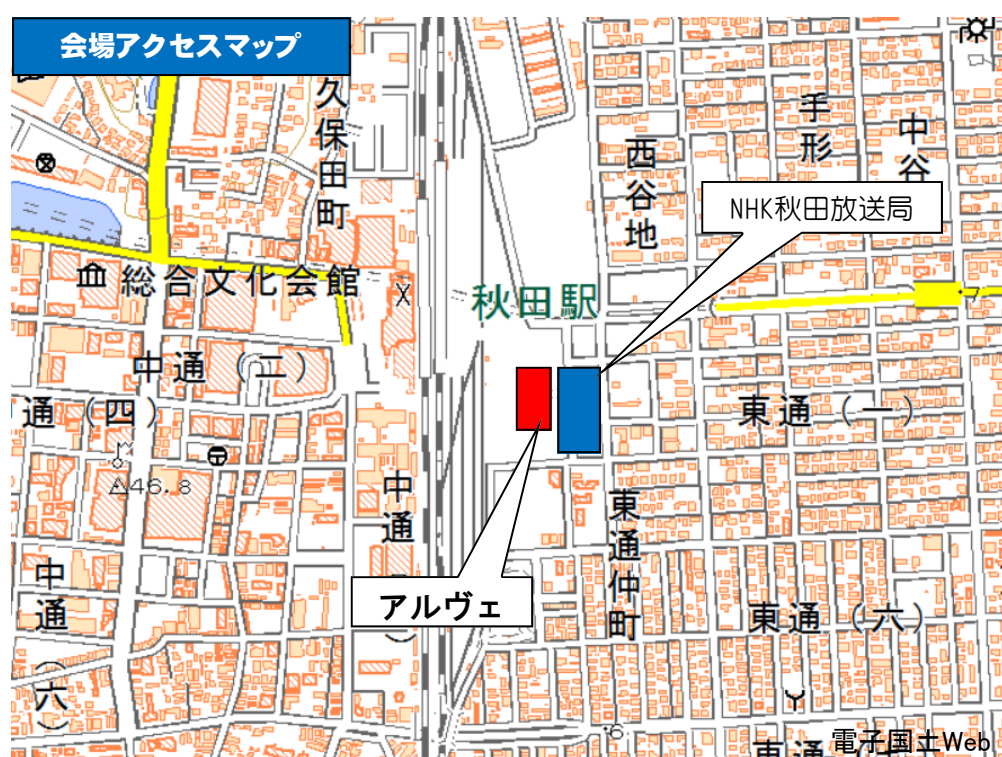 会場アクセスマップ
久保田町
手形
中谷
西谷地
NHK秋田放送局
総合文化会館
秋田駅
7
中通(二)
通(四)
東通(一)
46.8
中通
東通仲町
アルヴェ
中通
(六)
東通(六)
6
電子国土Web